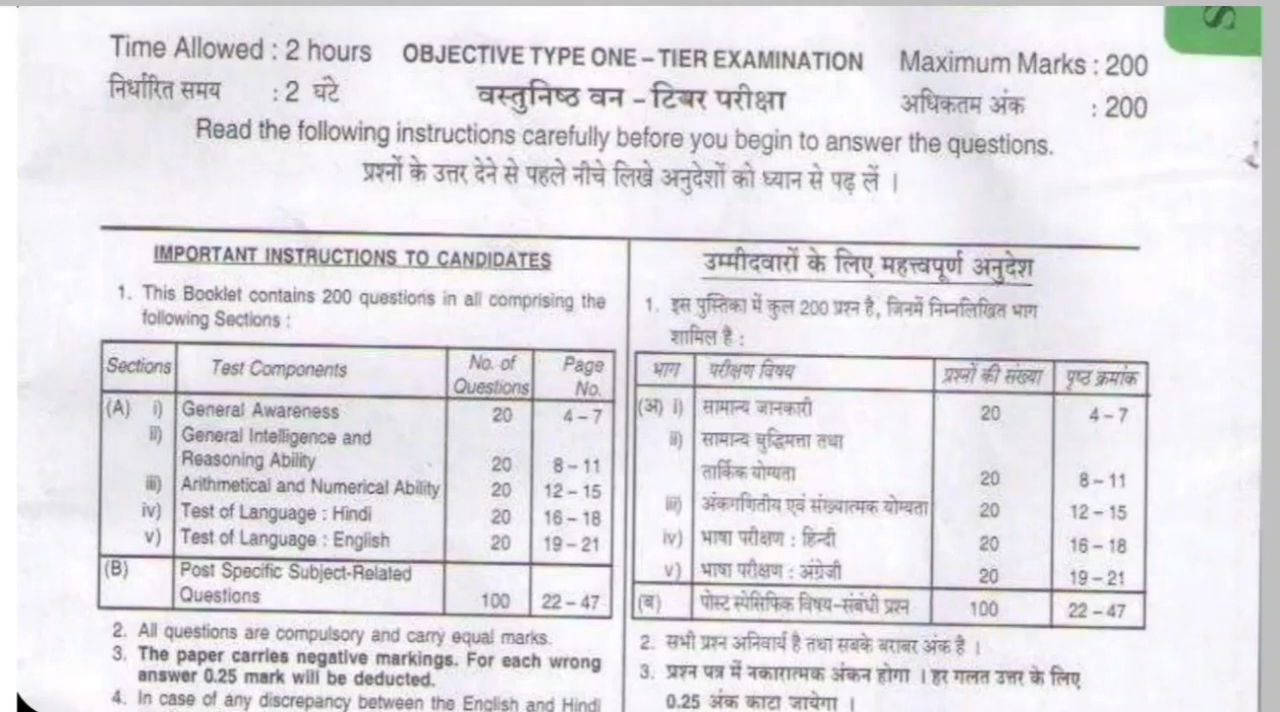 Time Allowed : 2 hours OBJECTIVE TYPE ONE – TIER EXAMINATION Maximum Marks : 200
निर्धारित समय : 2 घंटे वस्तुनिष्ठ वन – टियर परीक्षा अधिकतम अंक : 200
Read the following instructions carefully before you begin to answer the questions.
प्रश्नों के उत्तर देने से पहले नीचे लिखे अनुदेशों को ध्यान से पढ़ लें ।
IMPORTANT INSTRUCTIONS TO CANDIDATES
1. This Booklet contains 200 questions in all comprising the
following Sections :
Sections Test Components No. of Questions Page No.
(A) i) General Awareness 20 4 – 7
ii) General Intelligence and
Reasoning Ability 20 8 – 11
iii) Arithmetical and Numerical Ability 20 12 – 15
iv) Test of Language : Hindi 20 16 – 18
v) Test of Language : English 20 19 – 21
(B) Post Specific Subject-Related
Questions 100 22 – 47
2. All questions are compulsory and carry equal marks.
3. The paper carries negative markings. For each wrong
answer 0.25 mark will be deducted.
4. In case of any discrepancy between the English and Hindi
उम्मीदवारों के लिए महत्त्वपूर्ण अनुदेश
1. इस पुस्तिका में कुल 200 प्रश्न है, जिनमें निम्नलिखित भाग
शामिल है :
भाग परीक्षण विषय प्रश्नों की संख्या पृष्ठ क्रमांक
(अ) i) सामान्य जानकारी 20 4 – 7
ii) सामान्य बुद्धिमत्ता तथा
तार्किक योग्यता 20 8 – 11
iii) अंकगणितीय एवं संख्यात्मक योग्यता 20 12 – 15
iv) भाषा परीक्षण : हिन्दी 20 16 – 18
v) भाषा परीक्षण : अंग्रेजी 20 19 – 21
(ब) पोस्ट स्पेसिफिक विषय–संबंधी प्रश्न 100 22 – 47
2. सभी प्रश्न अनिवार्य है तथा सबके बराबर अंक है ।
3. प्रश्न पत्र में नकारात्मक अंकन होगा । हर गलत उत्तर के लिए
0.25 अंक काटा जायेगा ।